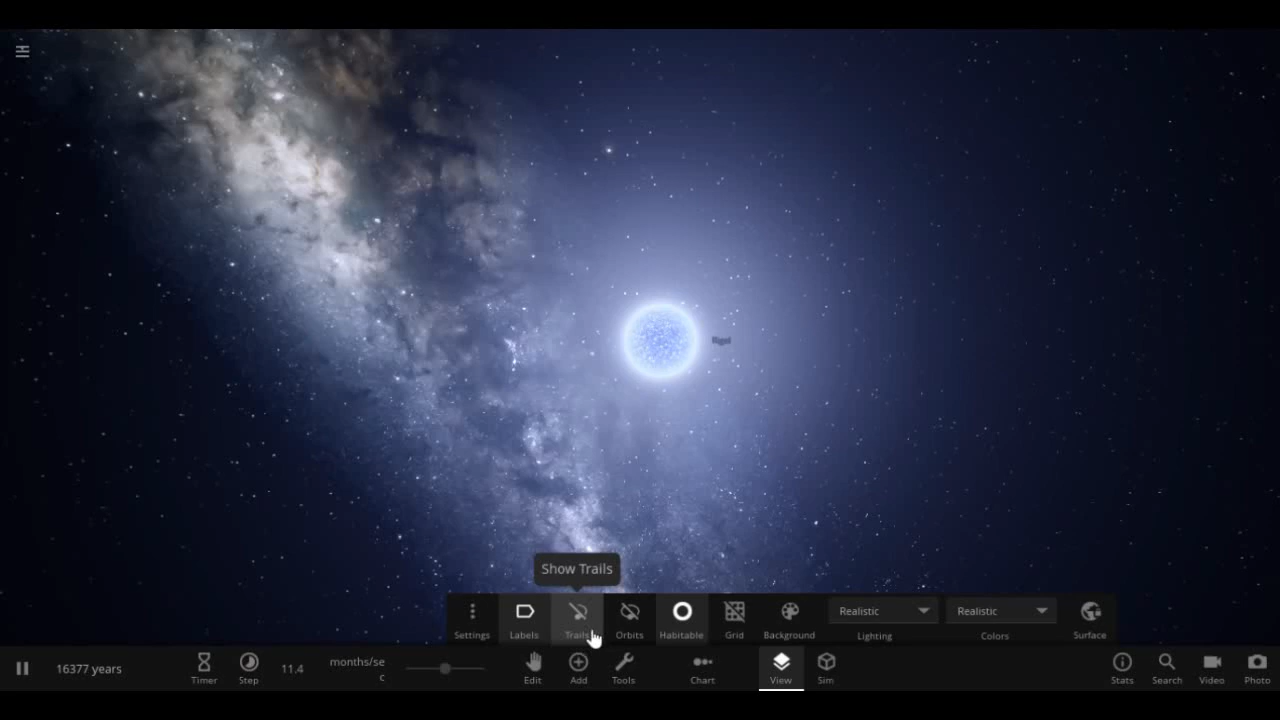 Rigel
Show Trails
Settings
Labels
Trails
Orbits
Habitable
Grid
Background
Realistic
Lighting
Realistic
Colors
Surface
16377 years
Timer
Step
11.4
months/se
c
Edit
Add
Tools
Chart
View
Sim
Stats
Search
Video
Photo